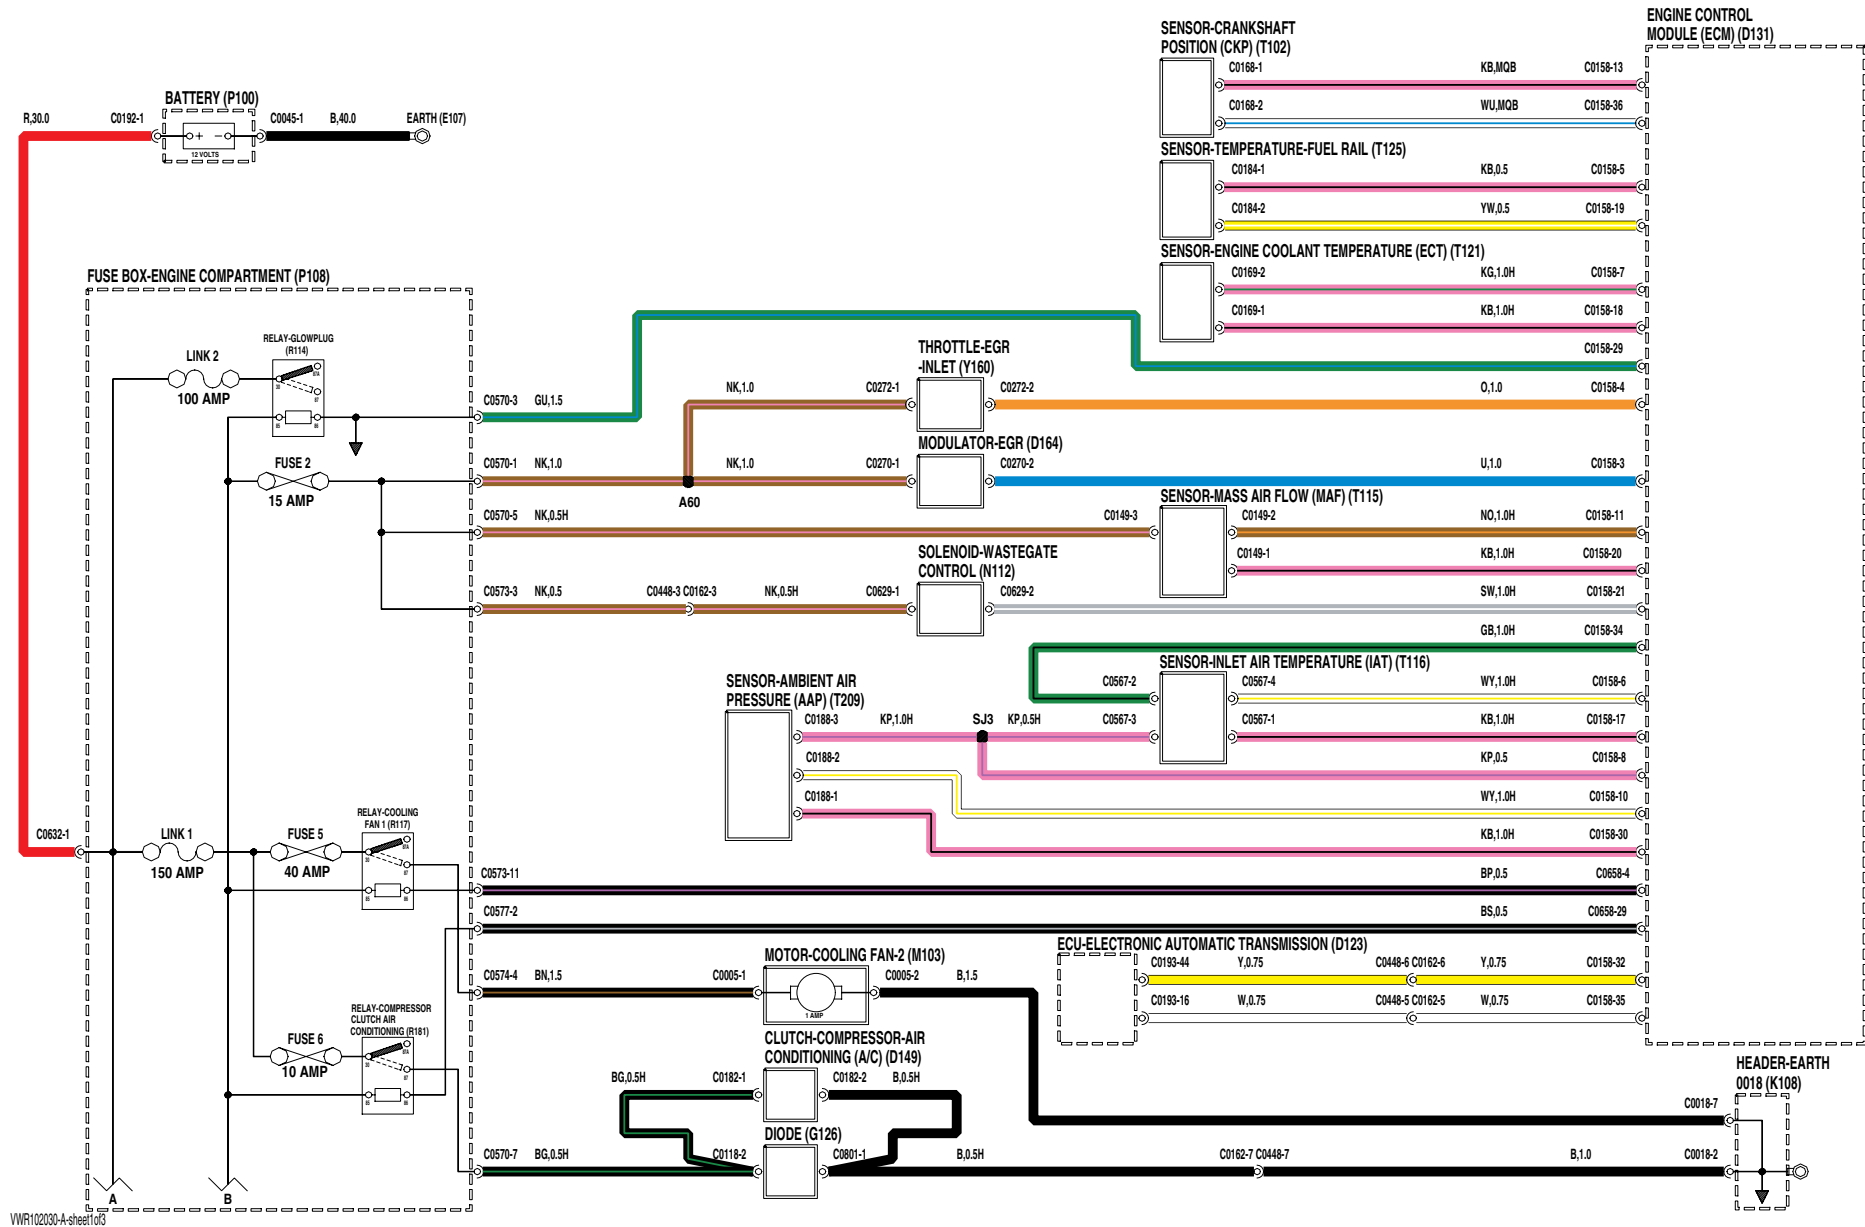 ENGINE CONTROL
MODULE (ECM) (D131)
SENSOR-CRANKSHAFT
POSITION (CKP) (T102)
C0168-1 KB,MQB C0158-13
C0168-2 WU,MQB C0158-36
BATTERY (P100)
R,30.0 C0192-1 C0045-1 B,40.0 EARTH (E107)
+ −
12 VOLTS
SENSOR-TEMPERATURE-FUEL RAIL (T125)
C0184-1 KB,0.5 C0158-5
C0184-2 YW,0.5 C0158-19
SENSOR-ENGINE COOLANT TEMPERATURE (ECT) (T121)
C0169-2 KG,1.0H C0158-7
C0169-1 KB,1.0H C0158-18
C0158-29
FUSE BOX-ENGINE COMPARTMENT (P108)
RELAY-GLOWPLUG
(R114)
LINK 2
100 AMP
30 87A
87
85 86
THROTTLE-EGR
-INLET (Y160)
NK,1.0 C0272-1 C0272-2 O,1.0 C0158-4
C0570-3 GU,1.5
MODULATOR-EGR (D164)
FUSE 2
15 AMP
C0570-1 NK,1.0 NK,1.0 C0270-1 C0270-2 U,1.0 C0158-3
A60
SENSOR-MASS AIR FLOW (MAF) (T115)
C0570-5 NK,0.5H C0149-3 C0149-2 NO,1.0H C0158-11
C0149-1 KB,1.0H C0158-20
SOLENOID-WASTEGATE
CONTROL (N112)
C0573-3 NK,0.5 C0448-3 C0162-3 NK,0.5H C0629-1 C0629-2 SW,1.0H C0158-21
GB,1.0H C0158-34
SENSOR-INLET AIR TEMPERATURE (IAT) (T116)
C0567-2 C0567-4 WY,1.0H C0158-6
SENSOR-AMBIENT AIR
PRESSURE (AAP) (T209)
C0188-3 KP,1.0H SJ3 KP,0.5H C0567-3 C0567-1 KB,1.0H C0158-17
C0188-2 KP,0.5 C0158-8
C0188-1 WY,1.0H C0158-10
KB,1.0H C0158-30
C0632-1
LINK 1
150 AMP
FUSE 5
40 AMP
RELAY-COOLING
FAN 1 (R117)
30 87A
87
85 86
C0573-11 BP,0.5 C0658-4
C0577-2 BS,0.5 C0658-29
ECU-ELECTRONIC AUTOMATIC TRANSMISSION (D123)
C0193-44 Y,0.75 C0448-6 C0162-6 Y,0.75 C0158-32
C0193-16 W,0.75 C0448-5 C0162-5 W,0.75 C0158-35
MOTOR-COOLING FAN-2 (M103)
C0574-4 BN,1.5 C0005-1 C0005-2 B,1.5
1 AMP
RELAY-COMPRESSOR
CLUTCH AIR
CONDITIONING (R181)
FUSE 6
10 AMP
30 87A
87
85 86
CLUTCH-COMPRESSOR-AIR
CONDITIONING (A/C) (D149)
BG,0.5H C0182-1 C0182-2 B,0.5H
HEADER-EARTH
0018 (K108)
C0018-7
DIODE (G126)
C0570-7 BG,0.5H C0118-2 C0801-1 B,0.5H C0162-7 C0448-7 B,1.0 C0018-2
A B
VWR102030-A-sheet1of3